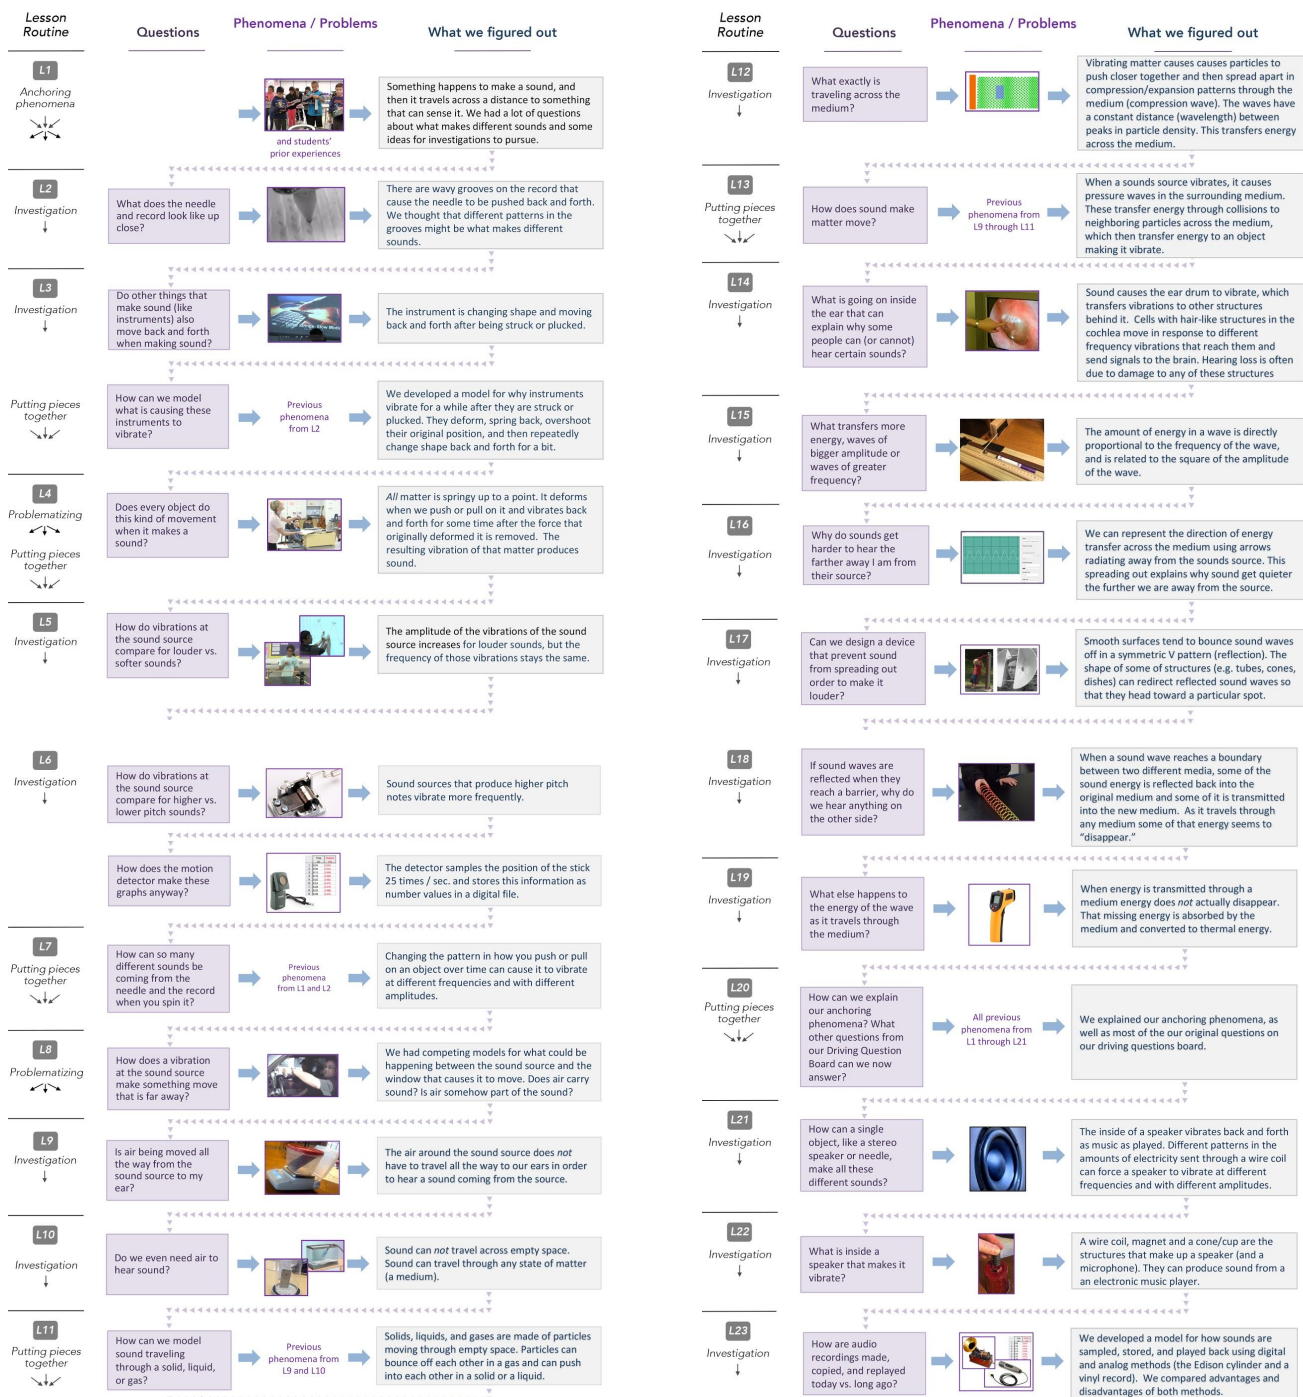 Lesson
Routine
Questions
Phenomena / Problems
What we figured out
L1
Anchoring
phenomena
and students'
prior experiences
Something happens to make a sound, and
then it travels across a distance to something
that can sense it. We had a lot of questions
about what makes different sounds and some
ideas for investigations to pursue.
L2
Investigation
What does the needle
and record look like up
close?
There are wavy grooves on the record that
cause the needle to be pushed back and forth.
We thought that different patterns in the
grooves might be what makes different
sounds.
L3
Investigation
Do other things that
make sound (like
instruments) also
move back and forth
when making sound?
The instrument is changing shape and moving
back and forth after being struck or plucked.
Putting pieces
together
How can we model
what is causing these
instruments to
vibrate?
Previous
phenomena
from L2
We developed a model for why instruments
vibrate for a while after they are struck or
plucked. They deform, spring back, overshoot
their original position, and then repeatedly
change shape back and forth for a bit.
L4
Problematizing
Putting pieces
together
Does every object do
this kind of movement
when it makes a
sound?
All matter is springy up to a point. It deforms
when we push or pull on it and vibrates back
and forth for some time after the force that
originally deformed it is removed. The
resulting vibration of that matter produces
sound.
L5
Investigation
How do vibrations at
the sound source
compare for louder vs.
softer sounds?
The amplitude of the vibrations of the sound
source increases for louder sounds, but the
frequency of those vibrations stays the same.
L6
Investigation
How do vibrations at
the sound source
compare for higher vs.
lower pitch sounds?
Sound sources that produce higher pitch
notes vibrate more frequently.
How does the motion
detector make these
graphs anyway?
The detector samples the position of the stick
25 times / sec. and stores this information as
number values in a digital file.
L7
Putting pieces
together
How can so many
different sounds be
coming from the
needle and the record
when you spin it?
Previous
phenomena
from L1 and L2
Changing the pattern in how you push or pull
on an object over time can cause it to vibrate
at different frequencies and with different
amplitudes.
L8
Problematizing
How does a vibration
at the sound source
make something move
that is far away?
We had competing models for what could be
happening between the sound source and the
window that causes it to move. Does air carry
sound? Is air somehow part of the sound?
L9
Investigation
Is air being moved all
the way from the
sound source to my
ear?
The air around the sound source does not
have to travel all the way to our ears in order
to hear a sound coming from the source.
L10
Investigation
Do we even need air to
hear sound?
Sound can not travel across empty space.
Sound can travel through any state of matter
(a medium).
L11
Putting pieces
together
How can we model
sound traveling
through a solid, liquid,
or gas?
Previous
phenomena from
L9 and L10
Solids, liquids, and gases are made of particles
moving through empty space. Particles can
bounce off each other in a gas and can push
into each other in a solid or a liquid.
Lesson
Routine
Questions
Phenomena / Problems
What we figured out
L12
Investigation
What exactly is
traveling across the
medium?
Vibrating matter causes causes particles to
push closer together and then spread apart in
compression/expansion patterns through the
medium (compression wave). The waves have
a constant distance (wavelength) between
peaks in particle density. This transfers energy
across the medium.
L13
Putting pieces
together
How does sound make
matter move?
Previous
phenomena from
L9 through L11
When a sounds source vibrates, it causes
pressure waves in the surrounding medium.
These transfer energy through collisions to
neighboring particles across the medium,
which then transfer energy to an object
making it vibrate.
L14
Investigation
What is going on inside
the ear that can
explain why some
people can (or cannot)
hear certain sounds?
Sound causes the ear drum to vibrate, which
transfers vibrations to other structures
behind it. Cells with hair-like structures in the
cochlea move in response to different
frequency vibrations that reach them and
send signals to the brain. Hearing loss is often
due to damage to any of these structures
L15
Investigation
What transfers more
energy, waves of
bigger amplitude or
waves of greater
frequency?
The amount of energy in a wave is directly
proportional to the frequency of the wave,
and is related to the square of the amplitude
of the wave.
L16
Investigation
Why do sounds get
harder to hear the
farther away I am from
their source?
We can represent the direction of energy
transfer across the medium using arrows
radiating away from the sounds source. This
spreading out explains why sound get quieter
the further we are away from the source.
L17
Investigation
Can we design a device
that prevent sound
from spreading out
order to make it
louder?
Smooth surfaces tend to bounce sound waves
off in a symmetric V pattern (reflection). The
shape of some of structures (e.g. tubes, cones,
dishes) can redirect reflected sound waves so
that they head toward a particular spot.
L18
Investigation
If sound waves are
reflected when they
reach a barrier, why do
we hear anything on
the other side?
When a sound wave reaches a boundary
between two different media, some of the
sound energy is reflected back into the
original medium and some of it is transmitted
into the new medium. As it travels through
any medium some of that energy seems to
"disappear."
L19
Investigation
What else happens to
the energy of the wave
as it travels through
the medium?
When energy is transmitted through a
medium energy does not actually disappear.
That missing energy is absorbed by the
medium and converted to thermal energy.
L20
Putting pieces
together
How can we explain
our anchoring
phenomena? What
other questions from
our Driving Question
Board can we now
answer?
All previous
phenomena from
L1 through L21
We explained our anchoring phenomena, as
well as most of the our original questions on
our driving questions board.
L21
Investigation
How can a single
object, like a stereo
speaker or needle,
make all these
different sounds?
The inside of a speaker vibrates back and forth
as music as played. Different patterns in the
amounts of electricity sent through a wire coil
can force a speaker to vibrate at different
frequencies and with different amplitudes.
L22
Investigation
What is inside a
speaker that makes it
vibrate?
A wire coil, magnet and a cone/cup are the
structures that make up a speaker (and a
microphone). They can produce sound from a
an electronic music player.
L23
Investigation
How are audio
recordings made,
copied, and replayed
today vs. long ago?
We developed a model for how sounds are
sampled, stored, and played back using digital
and analog methods (the Edison cylinder and a
vinyl record). We compared advantages and
disadvantages of both methods.